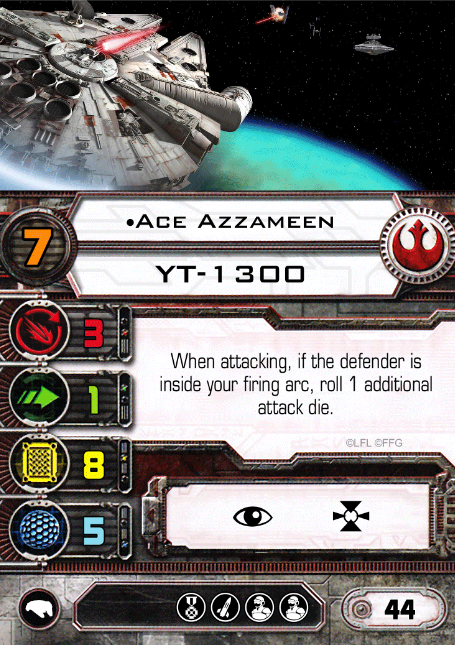 •Ace Azzameen
7
YT-1300
3
When attacking, if the defender is
inside your firing arc, roll 1 additional
attack die.
1
©LFL ©FFG
8
5
44